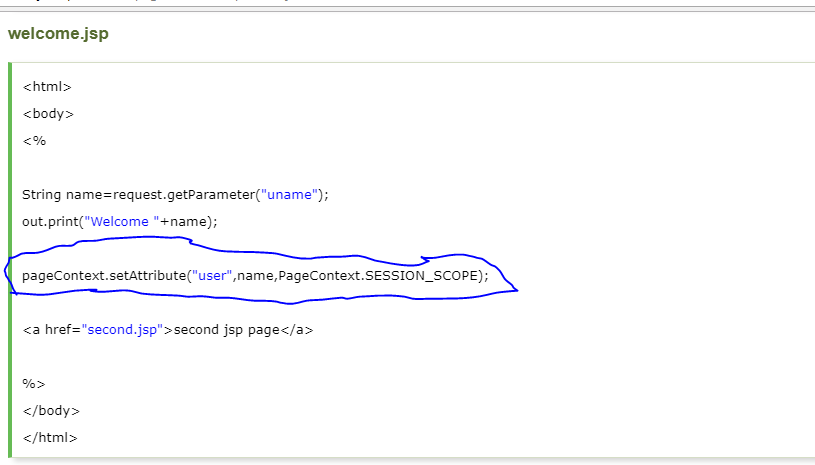 welcome.jsp
<html>
<body>
<%
String name=request.getParameter("uname");
out.print("Welcome "+name);
pageContext.setAttribute("user",name,PageContext.SESSION_SCOPE);
<a href="second.jsp">second jsp page</a>
%>
</body>
</html>